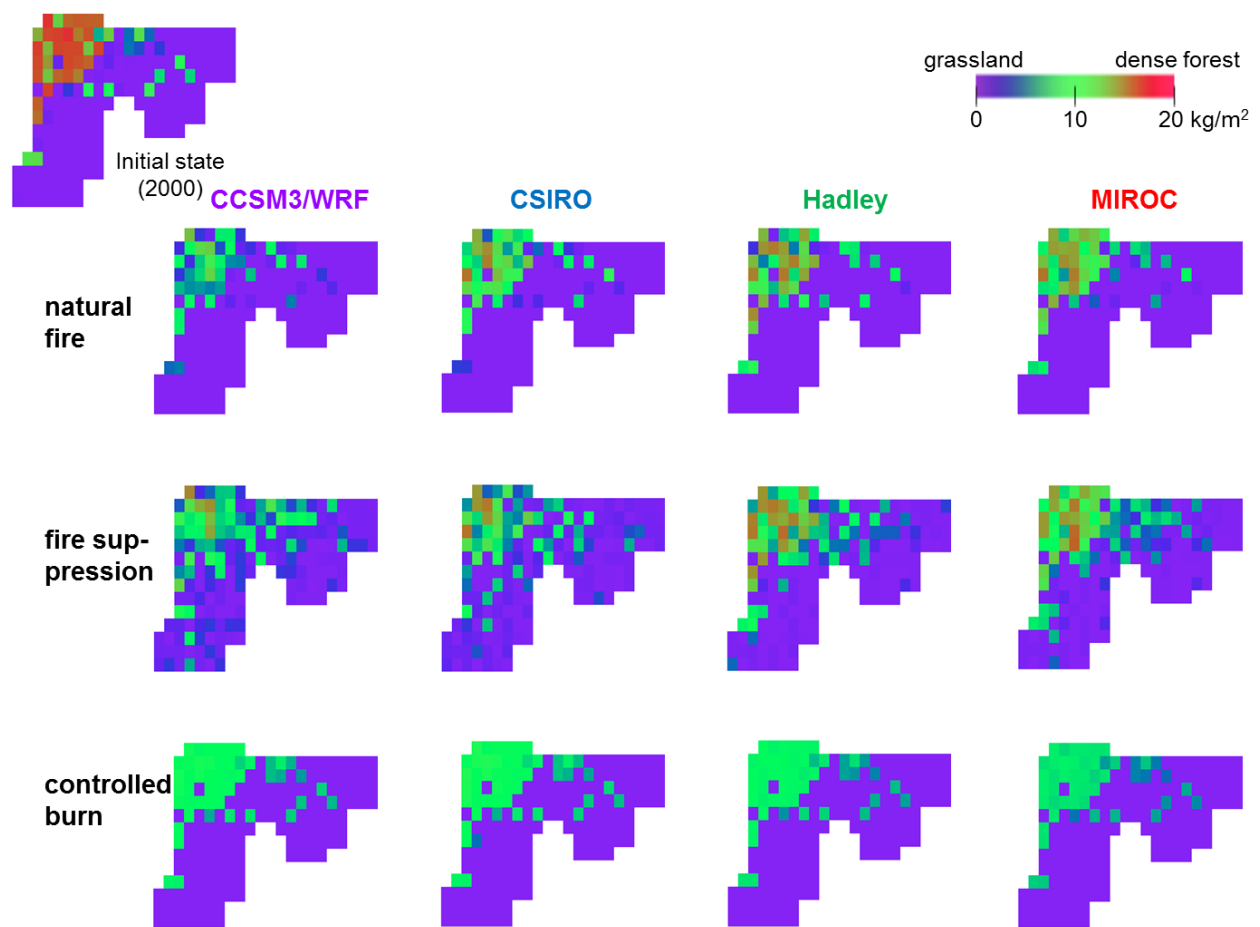 grassland dense forest
0 10 20 kg/m²
Initial state
(2000)
CCSM3/WRF CSIRO Hadley MIROC
natural
fire
fire sup-
pression
controlled
burn